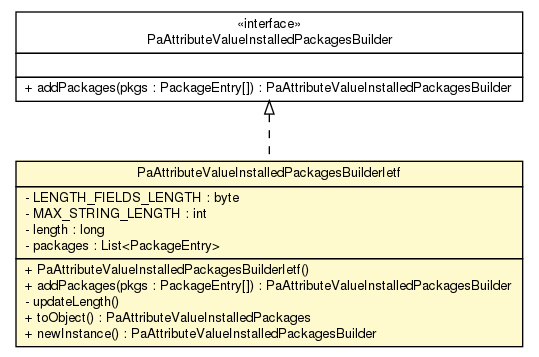 «interface»
PaAttributeValueInstalledPackagesBuilder
+ addPackages(pkgs : PackageEntry[]) : PaAttributeValueInstalledPackagesBuilder
PaAttributeValueInstalledPackagesBuilderIetf
- LENGTH_FIELDS_LENGTH : byte
- MAX_STRING_LENGTH : int
- length : long
- packages : List<PackageEntry>
+ PaAttributeValueInstalledPackagesBuilderIetf()
+ addPackages(pkgs : PackageEntry[]) : PaAttributeValueInstalledPackagesBuilder
- updateLength()
+ toObject() : PaAttributeValueInstalledPackages
+ newInstance() : PaAttributeValueInstalledPackagesBuilder